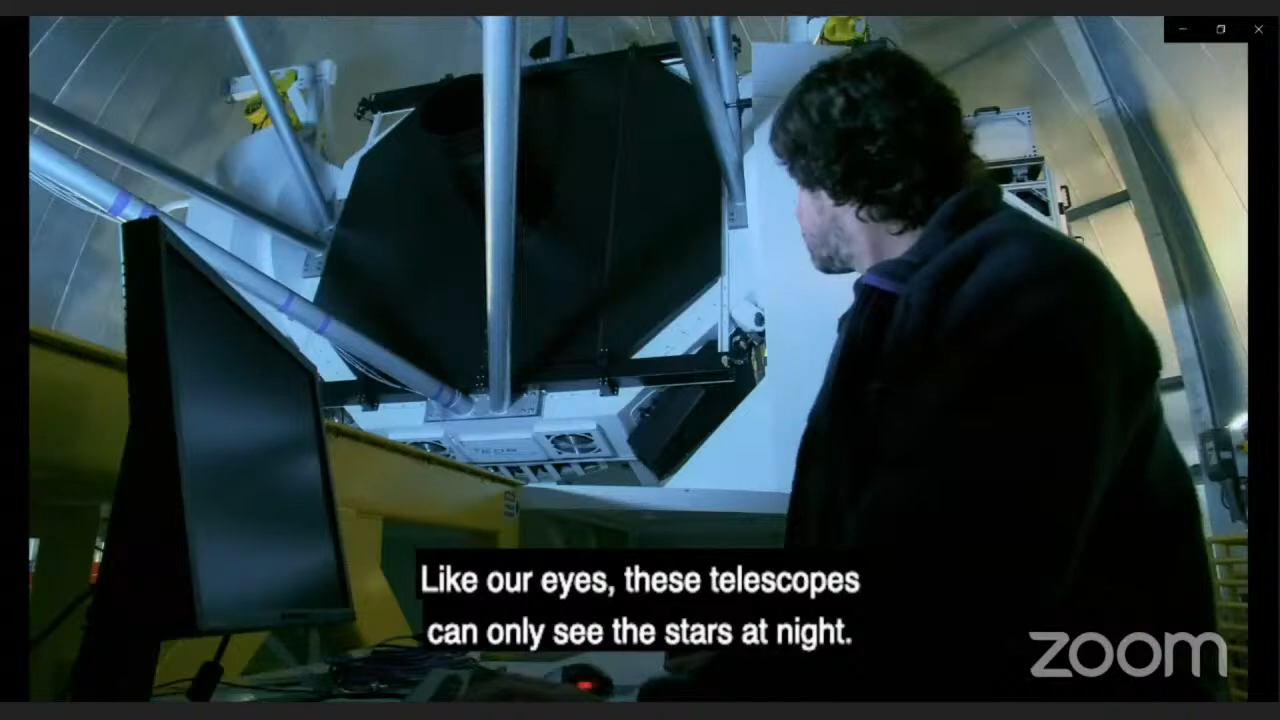 Like our eyes, these telescopes
can only see the stars at night.
zoom